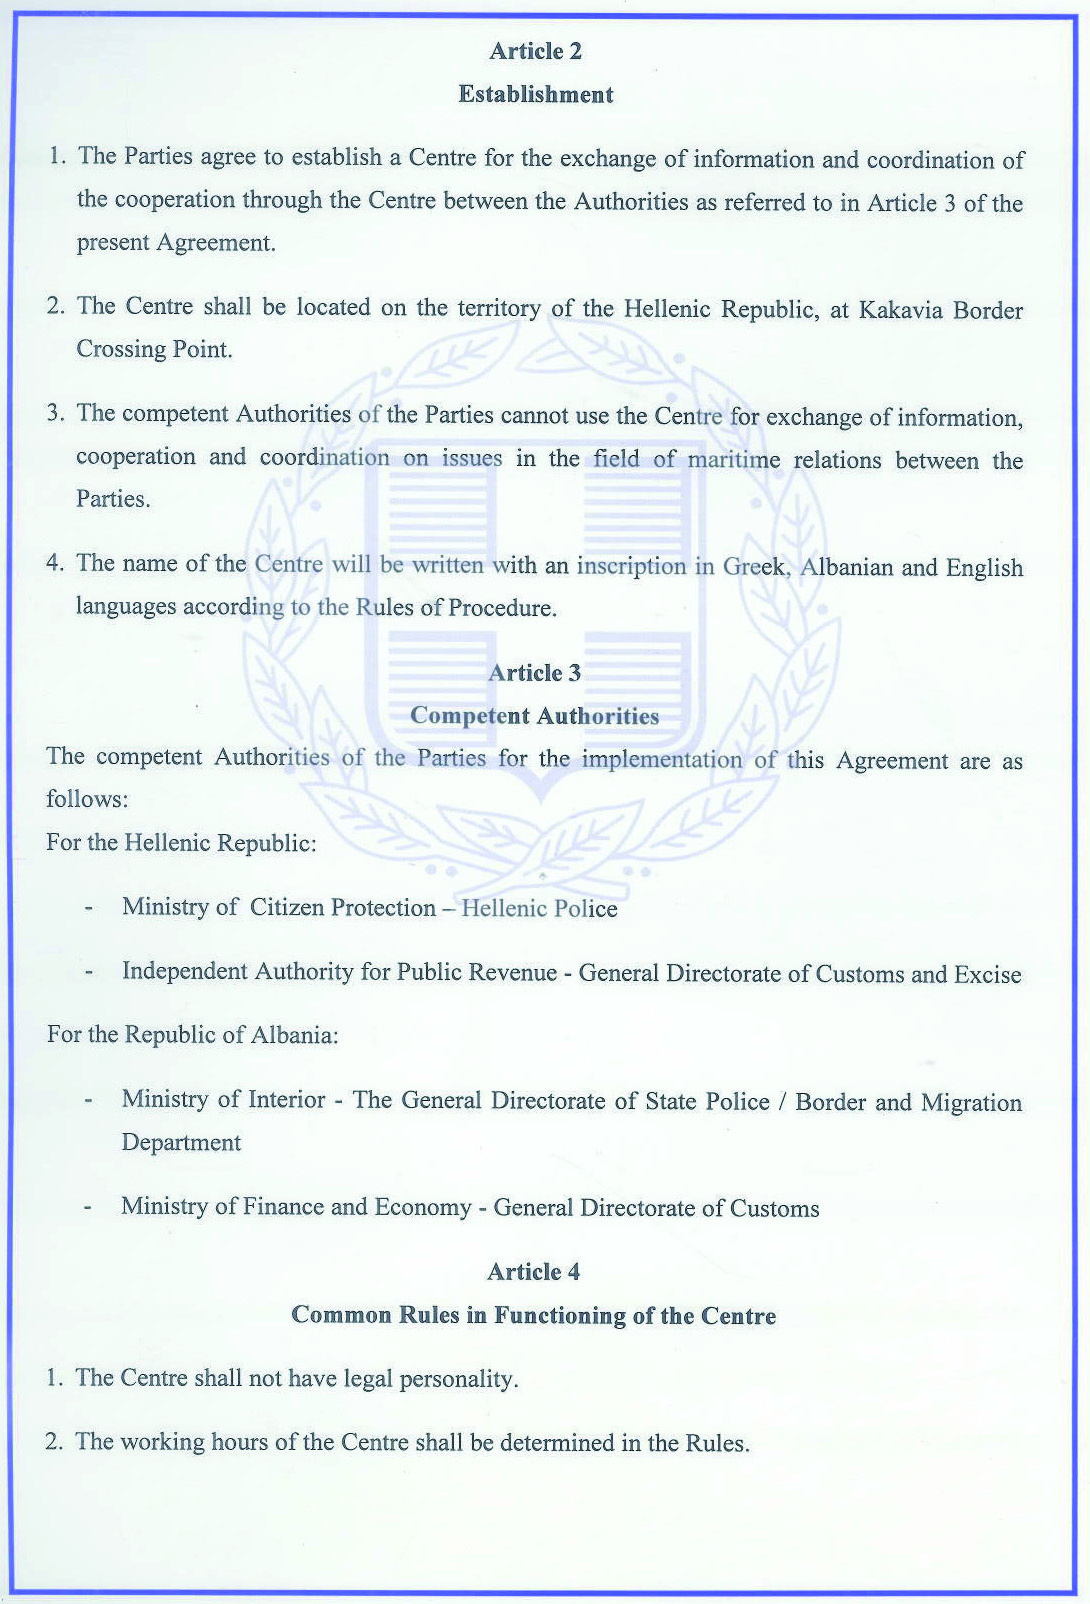 Article 2
Establishment
1. The Parties agree to establish a Centre for the exchange of information and coordination of
the cooperation through the Centre between the Authorities as referred to in Article 3 of the
present Agreement.
2. The Centre shall be located on the territory of the Hellenic Republic, at Kakavia Border
Crossing Point.
3. The competent Authorities of the Parties cannot use the Centre for exchange of information,
cooperation and coordination on issues in the field of maritime relations between the
Parties.
4. The name of the Centre will be written with an inscription in Greek, Albanian and English
languages according to the Rules of Procedure.
Article 3
Competent Authorities
The competent Authorities of the Parties for the implementation of this Agreement are as
follows:
For the Hellenic Republic:
- Ministry of Citizen Protection – Hellenic Police
- Independent Authority for Public Revenue - General Directorate of Customs and Excise
For the Republic of Albania:
- Ministry of Interior - The General Directorate of State Police / Border and Migration
Department
- Ministry of Finance and Economy - General Directorate of Customs
Article 4
Common Rules in Functioning of the Centre
1. The Centre shall not have legal personality.
2. The working hours of the Centre shall be determined in the Rules.